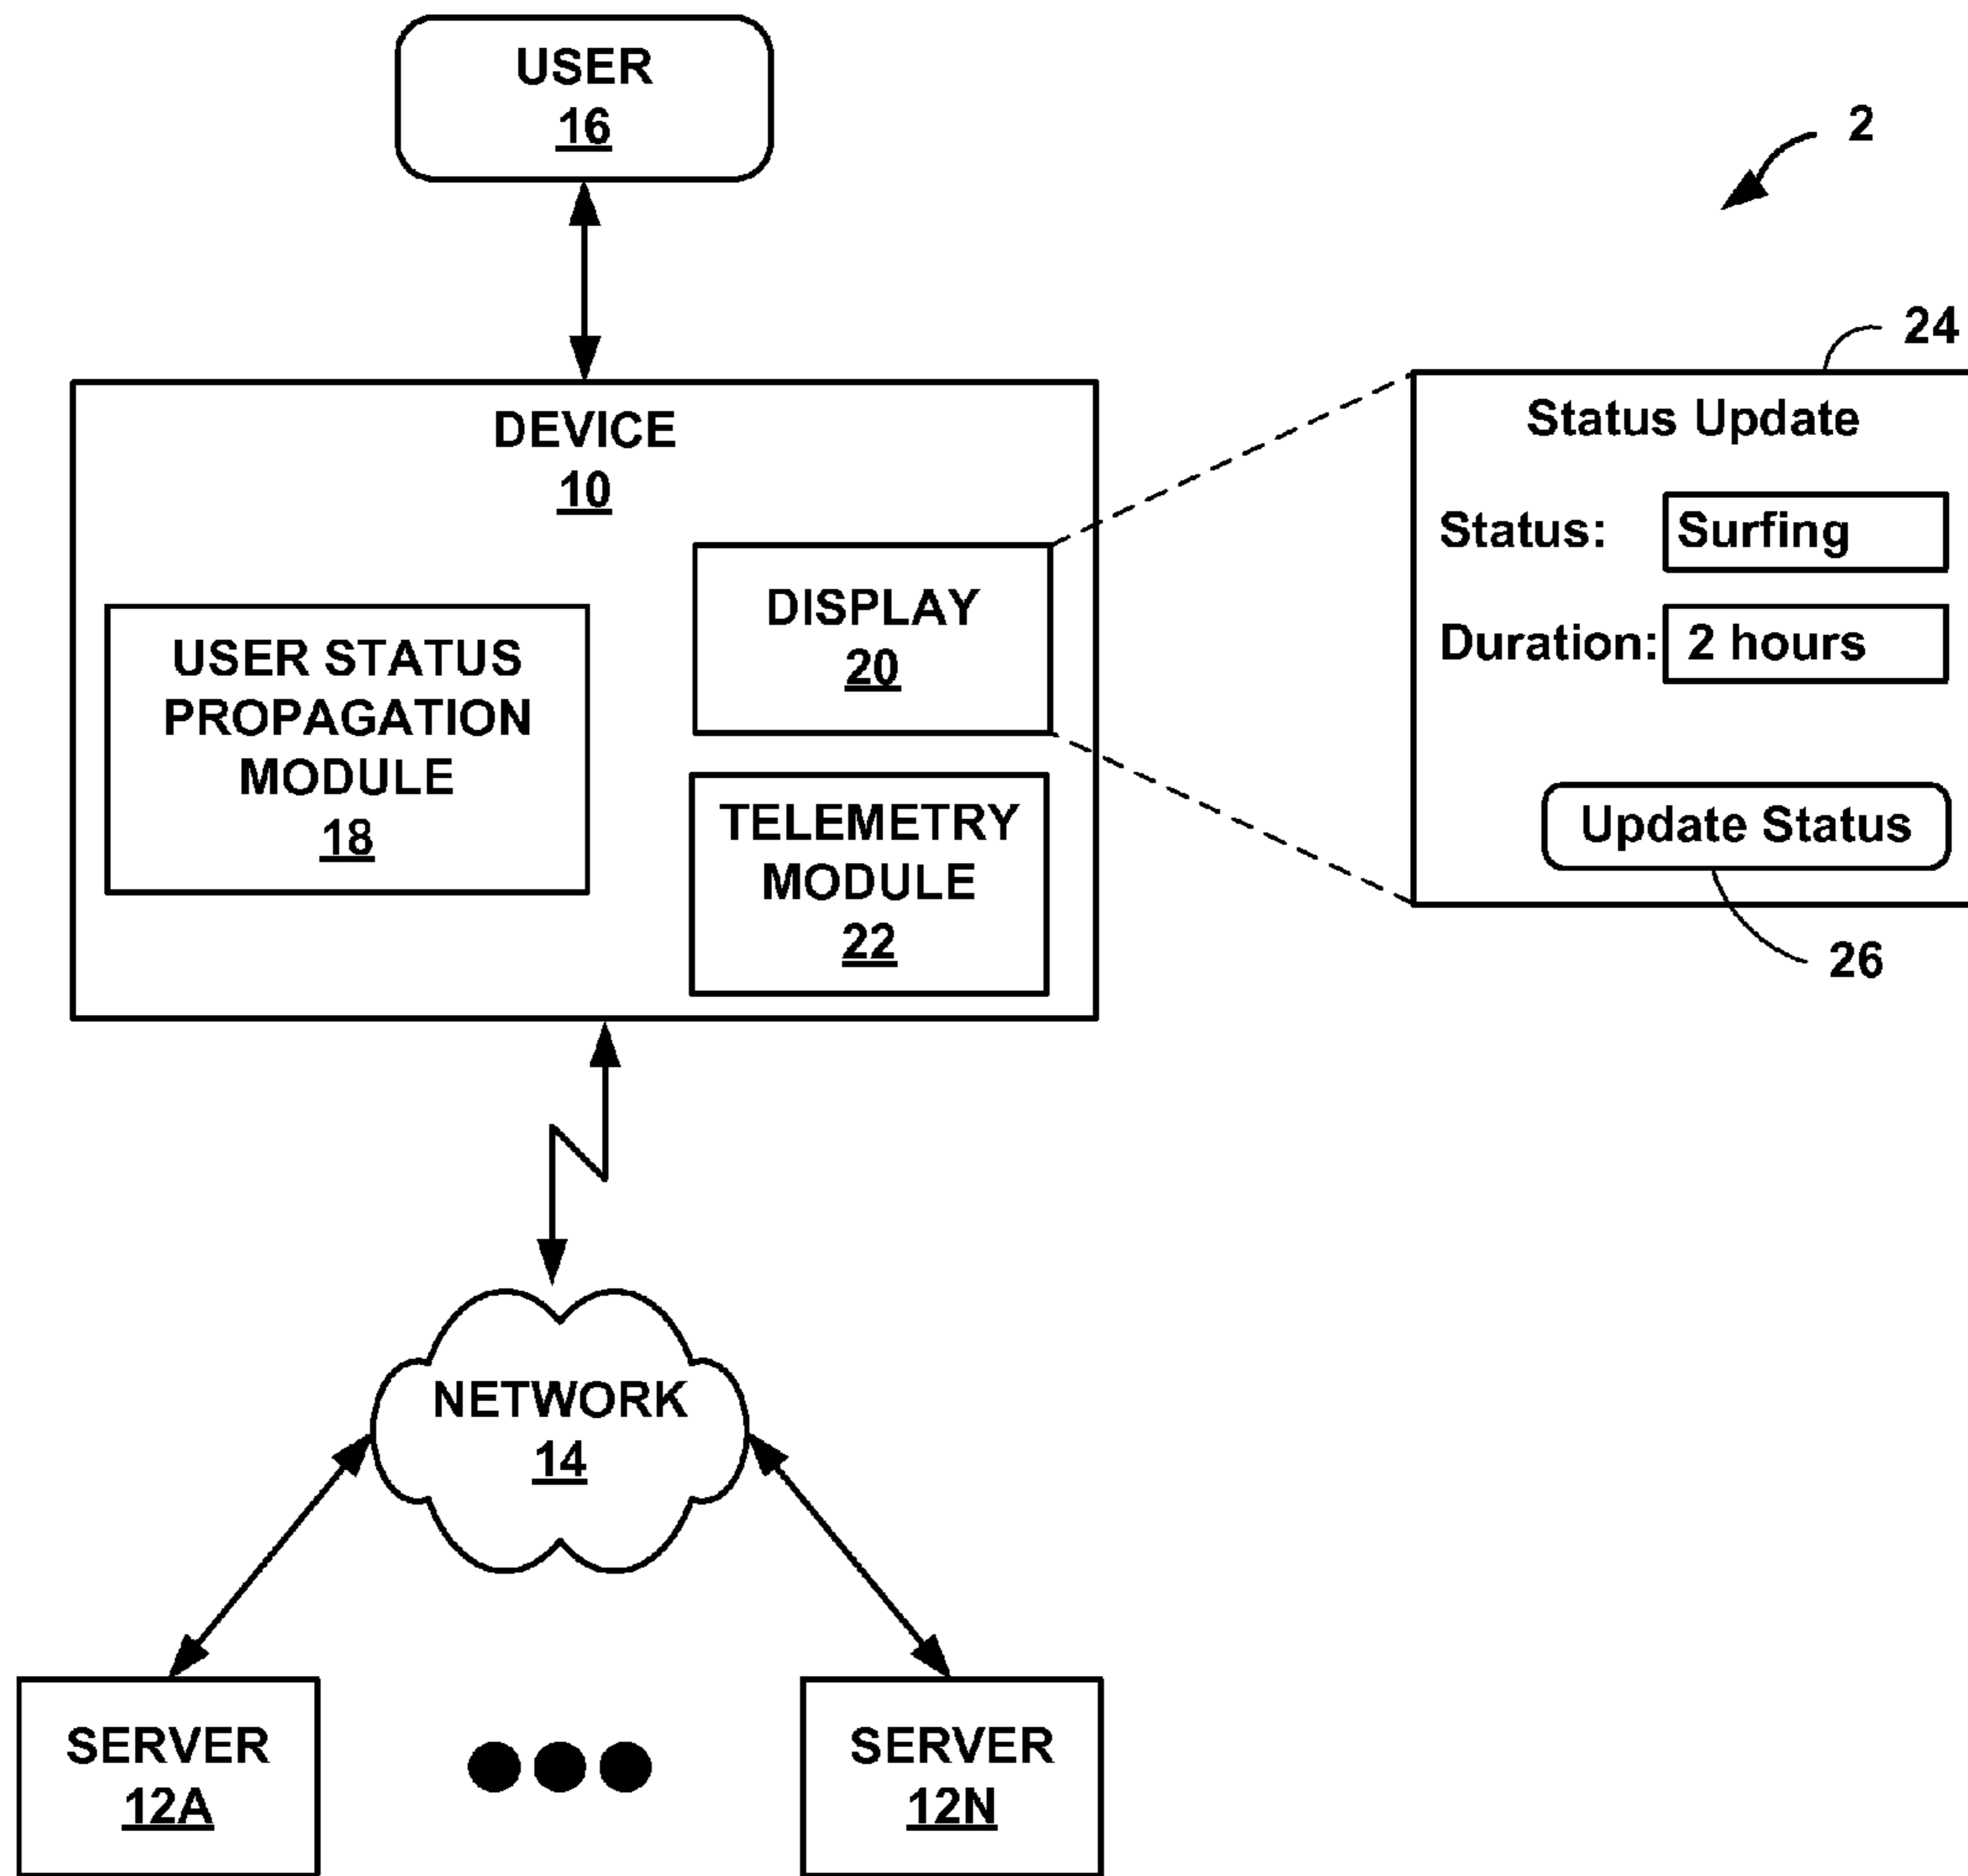 USER
16
2
24
DEVICE
10
Status Update
Status: Surfing
DISPLAY
20
Duration: 2 hours
USER STATUS
PROPAGATION
MODULE
18
TELEMETRY
MODULE
22
Update Status
26
NETWORK
14
SERVER
12A
SERVER
12N